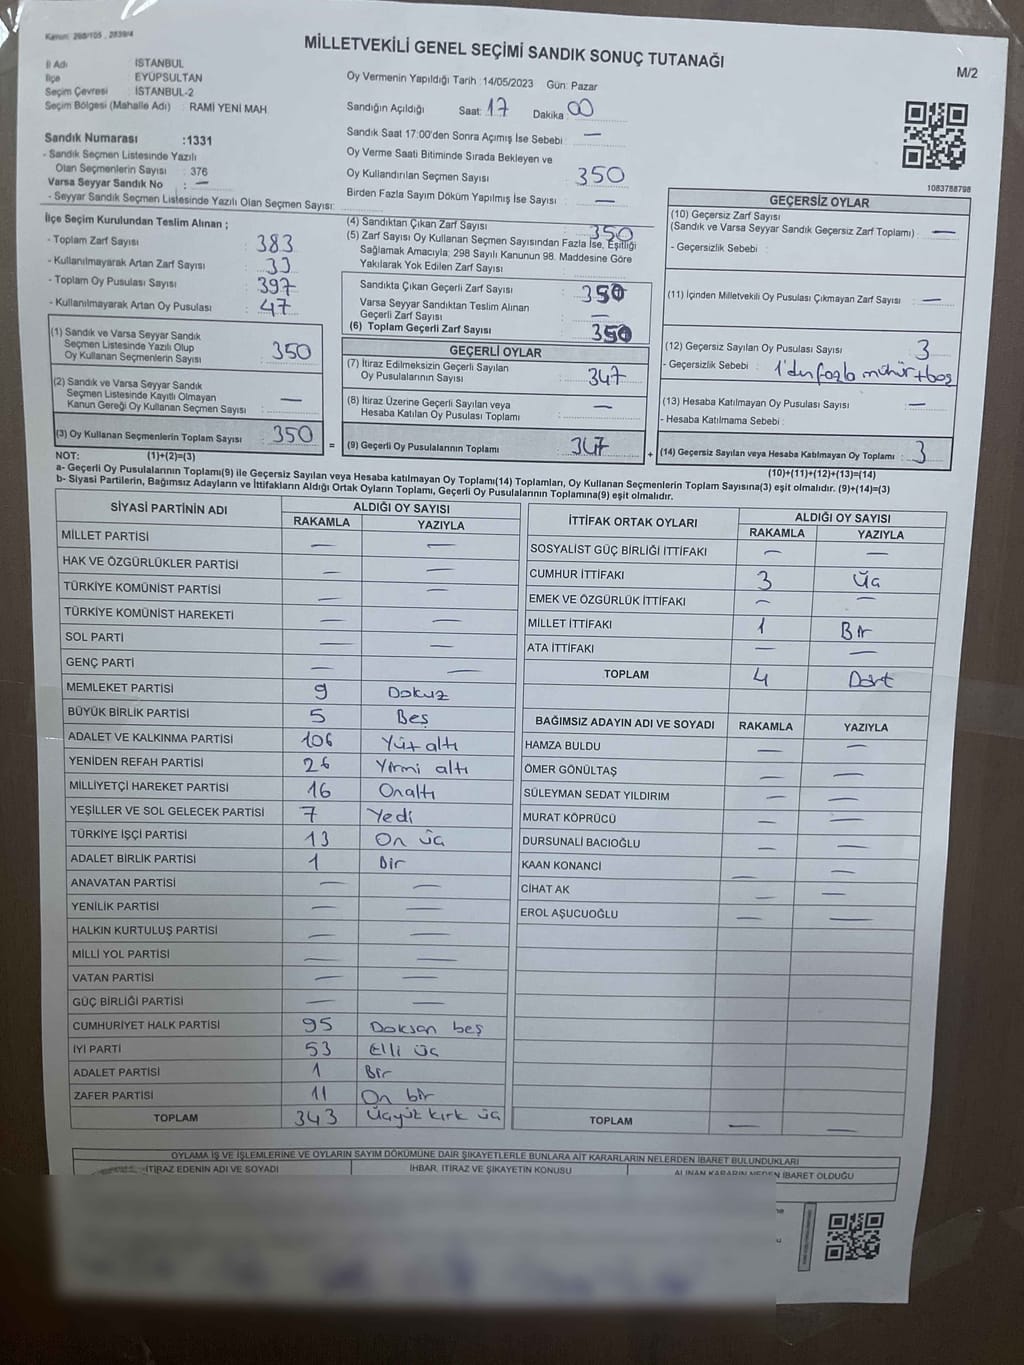 Kanun: 298/105 , 2839/4
MİLLETVEKİLİ GENEL SEÇİMİ SANDIK SONUÇ TUTANAĞI
M/2
İl Adı : İSTANBUL
İlçe : EYÜPSULTAN
Seçim Çevresi : İSTANBUL-2
Seçim Bölgesi (Mahalle Adı) : RAMİ YENİ MAH.
Oy Vermenin Yapıldığı Tarih : 14/05/2023 Gün: Pazar
Sandığın Açıldığı Saat: 17 Dakika 00
Sandık Saat 17:00'den Sonra Açılmış İse Sebebi : —
Oy Verme Saati Bitiminde Sırada Bekleyen ve
Oy Kullandırılan Seçmen Sayısı : 350
Birden Fazla Sayım Döküm Yapılmış İse Sayısı : —
Sandık Numarası :1331
- Sandık Seçmen Listesinde Yazılı
Olan Seçmenlerin Sayısı : 376
Varsa Seyyar Sandık No : —
- Seyyar Sandık Seçmen Listesinde Yazılı Olan Seçmen Sayısı:
1083788798
İlçe Seçim Kurulundan Teslim Alınan ;
- Toplam Zarf Sayısı : 383
- Kullanılmayarak Artan Zarf Sayısı : 33
- Toplam Oy Pusulası Sayısı : 397
- Kullanılmayarak Artan Oy Pusulası : 47
(1) Sandık ve Varsa Seyyar Sandık
Seçmen Listesinde Yazılı Olup
Oy Kullanan Seçmenlerin Sayısı : 350
(2) Sandık ve Varsa Seyyar Sandık
Seçmen Listesinde Kayıtlı Olmayan
Kanun Gereği Oy Kullanan Seçmen Sayısı : —
(3) Oy Kullanan Seçmenlerin Toplam Sayısı : 350
(4) Sandıktan Çıkan Zarf Sayısı : 350
(5) Zarf Sayısı Oy Kullanan Seçmen Sayısından Fazla İse, Eşitliği
Sağlamak Amacıyla; 298 Sayılı Kanunun 98. Maddesine Göre
Yakılarak Yok Edilen Zarf Sayısı :
Sandıkta Çıkan Geçerli Zarf Sayısı : 350
Varsa Seyyar Sandıktan Teslim Alınan
Geçerli Zarf Sayısı : —
(6) Toplam Geçerli Zarf Sayısı : 350
GEÇERLİ OYLAR
(7) İtiraz Edilmeksizin Geçerli Sayılan
Oy Pusulalarının Sayısı : 347
(8) İtiraz Üzerine Geçerli Sayılan veya
Hesaba Katılan Oy Pusulası Toplamı : —
= (9) Geçerli Oy Pusulalarının Toplamı : 347
GEÇERSİZ OYLAR
(10) Geçersiz Zarf Sayısı
(Sandık ve Varsa Seyyar Sandık Geçersiz Zarf Toplamı) : —
- Geçersizlik Sebebi :
(11) İçinden Milletvekili Oy Pusulası Çıkmayan Zarf Sayısı : —
(12) Geçersiz Sayılan Oy Pusulası Sayısı : 3
- Geçersizlik Sebebi : 1'den fazla mühür+boş
(13) Hesaba Katılmayan Oy Pusulası Sayısı : —
- Hesaba Katılmama Sebebi :
+ (14) Geçersiz Sayılan veya Hesaba Katılmayan Oy Toplamı : 3
NOT: (1)+(2)=(3)
(10)+(11)+(12)+(13)=(14)
a- Geçerli Oy Pusulalarının Toplamı(9) ile Geçersiz Sayılan veya Hesaba katılmayan Oy Toplamı(14) Toplamları, Oy Kullanan Seçmenlerin Toplam Sayısına(3) eşit olmalıdır. (9)+(14)=(3)
b- Siyasi Partilerin, Bağımsız Adayların ve İttifakların Aldığı Ortak Oyların Toplamı, Geçerli Oy Pusulalarının Toplamına(9) eşit olmalıdır.
SİYASİ PARTİNİN ADI ALDIĞI OY SAYISI
RAKAMLA YAZIYLA
MİLLET PARTİSİ — —
HAK VE ÖZGÜRLÜKLER PARTİSİ — —
TÜRKİYE KOMÜNİST PARTİSİ — —
TÜRKİYE KOMÜNİST HAREKETİ — —
SOL PARTİ — —
GENÇ PARTİ — —
MEMLEKET PARTİSİ 9 Dokuz
BÜYÜK BİRLİK PARTİSİ 5 Beş
ADALET VE KALKINMA PARTİSİ 106 Yüz altı
YENİDEN REFAH PARTİSİ 26 Yirmi altı
MİLLİYETÇİ HAREKET PARTİSİ 16 Onaltı
YEŞİLLER VE SOL GELECEK PARTİSİ 7 Yedi
TÜRKİYE İŞÇİ PARTİSİ 13 On üç
ADALET BİRLİK PARTİSİ 1 Bir
ANAVATAN PARTİSİ — —
YENİLİK PARTİSİ — —
HALKIN KURTULUŞ PARTİSİ — —
MİLLİ YOL PARTİSİ — —
VATAN PARTİSİ — —
GÜÇ BİRLİĞİ PARTİSİ — —
CUMHURİYET HALK PARTİSİ 95 Doksan beş
İYİ PARTİ 53 Elli üç
ADALET PARTİSİ 1 Bir
ZAFER PARTİSİ 11 On bir
TOPLAM 343 Üçyüz kırk üç
İTTİFAK ORTAK OYLARI ALDIĞI OY SAYISI
RAKAMLA YAZIYLA
SOSYALİST GÜÇ BİRLİĞİ İTTİFAKI — —
CUMHUR İTTİFAKI 3 Üç
EMEK VE ÖZGÜRLÜK İTTİFAKI — —
MİLLET İTTİFAKI 1 Bir
ATA İTTİFAKI — —
TOPLAM 4 Dört
BAĞIMSIZ ADAYIN ADI VE SOYADI RAKAMLA YAZIYLA
HAMZA BULDU — —
ÖMER GÖNÜLTAŞ — —
SÜLEYMAN SEDAT YILDIRIM — —
MURAT KÖPRÜCÜ — —
DURSUNALİ BACIOĞLU — —
KAAN KONANCİ — —
CİHAT AK — —
EROL AŞUCUOĞLU — —
TOPLAM — —
OYLAMA İŞ VE İŞLEMLERİNE VE OYLARIN SAYIM DÖKÜMÜNE DAİR ŞİKAYETLERLE BUNLARA AİT KARARLARIN NELERDEN İBARET BULUNDUKLARI
İTİRAZ EDENİN ADI VE SOYADI İHBAR, İTİRAZ VE ŞİKAYETİN KONUSU ALINAN KARARIN NEDEN İBARET OLDUĞU